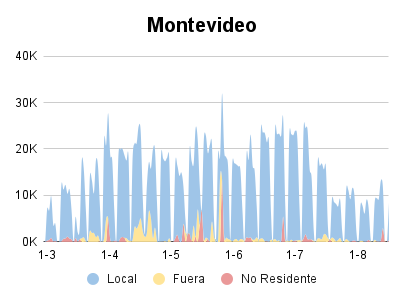 Montevideo
40K
30K
20K
10K
0K
1-3 1-4 1-5 1-6 1-7 1-8
Local Fuera No Residente